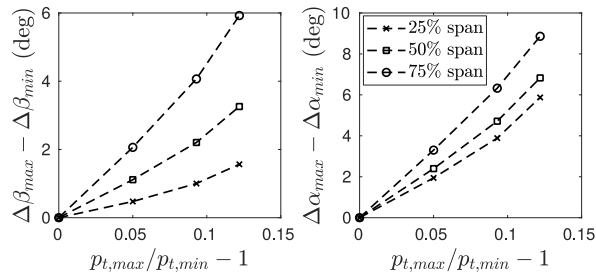 6
4
2
0
0 0.05 0.1 0.15
Δβmax − Δβmin (deg)
pt,max/pt,min − 1
10
8
6
4
2
0
0 0.05 0.1 0.15
Δαmax − Δαmin (deg)
pt,max/pt,min − 1
25% span
50% span
75% span